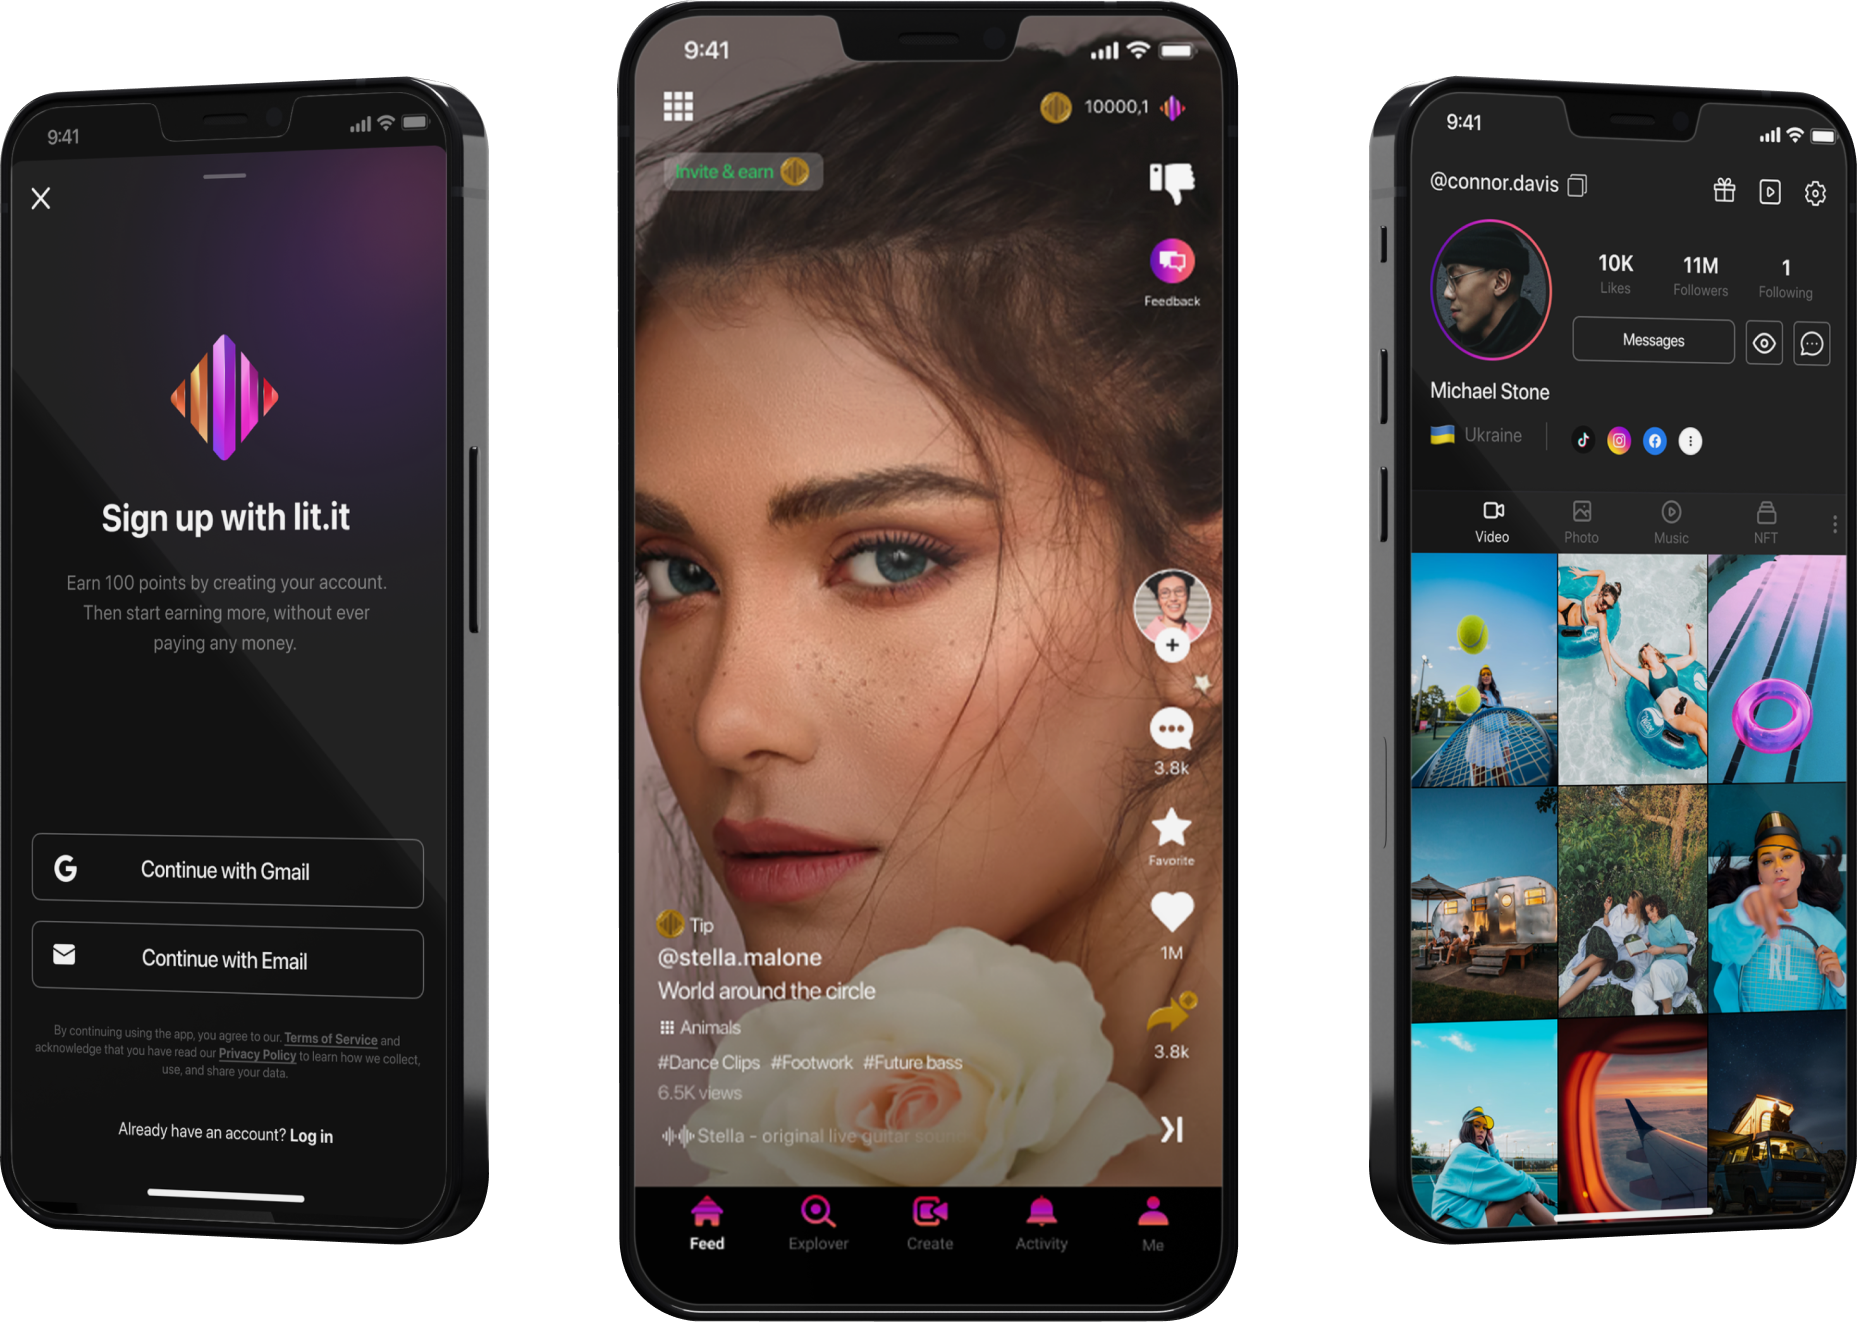 9:41
Sign up with lit.it
Earn 100 points by creating your account.
Then start earning more, without ever
paying any money.
Continue with Gmail
Continue with Email
By continuing using the app, you agree to our. Terms of Service and
acknowledge that you have read our Privacy Policy to learn how we collect,
use, and share your data.
Already have an account? Log in
9:41
10000,1
Invite & earn
Feedback
3.8k
Favorite
1M
3.8k
Tip
@stella.malone
World around the circle
Animals
#Dance Clips #Footwork #Future bass
6.5K views
Stella - original live guitar soun
Feed
Explover
Create
Activity
Me
9:41
@connor.davis
10K
11M
1
Likes
Followers
Following
Messages
Michael Stone
Ukraine
Video
Photo
Music
NFT
RL